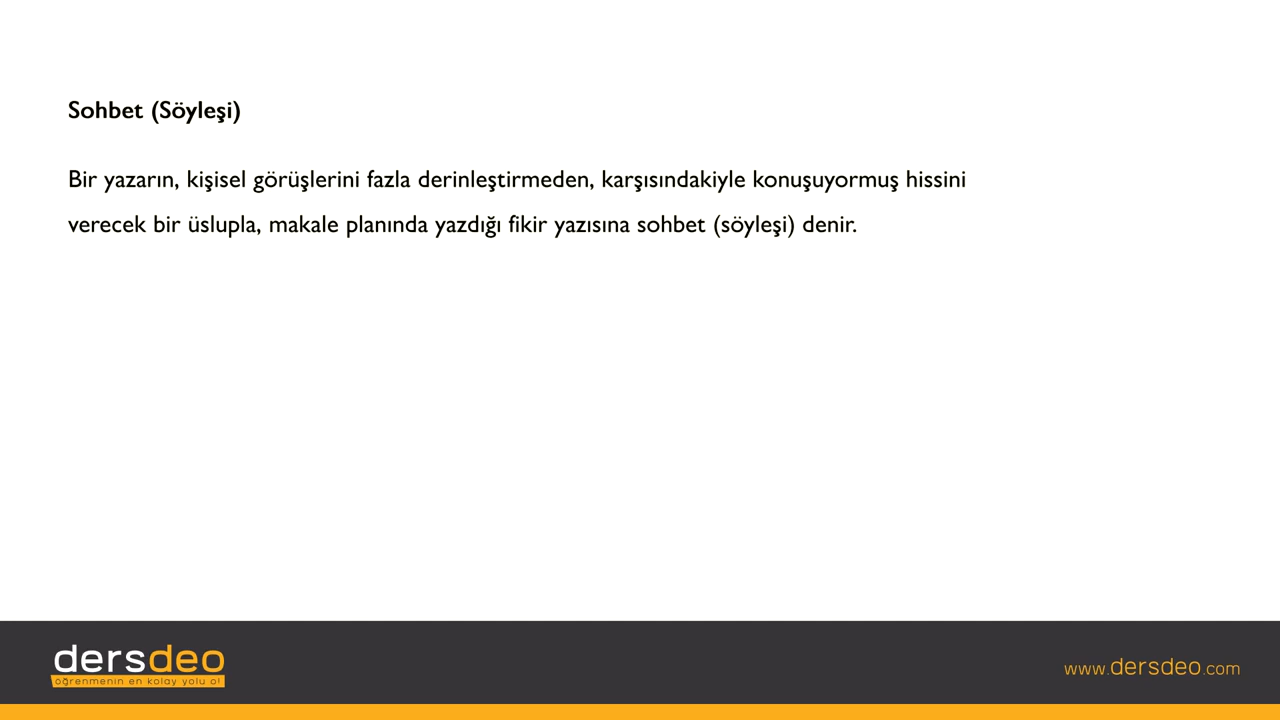 Sohbet (Söyleşi)
Bir yazarın, kişisel görüşlerini fazla derinleştirmeden, karşısındakiyle konuşuyormuş hissini
verecek bir üslupla, makale planında yazdığı fikir yazısına sohbet (söyleşi) denir.
dersdeo
öğrenmenin en kolay yolu o!
www.dersdeo.com